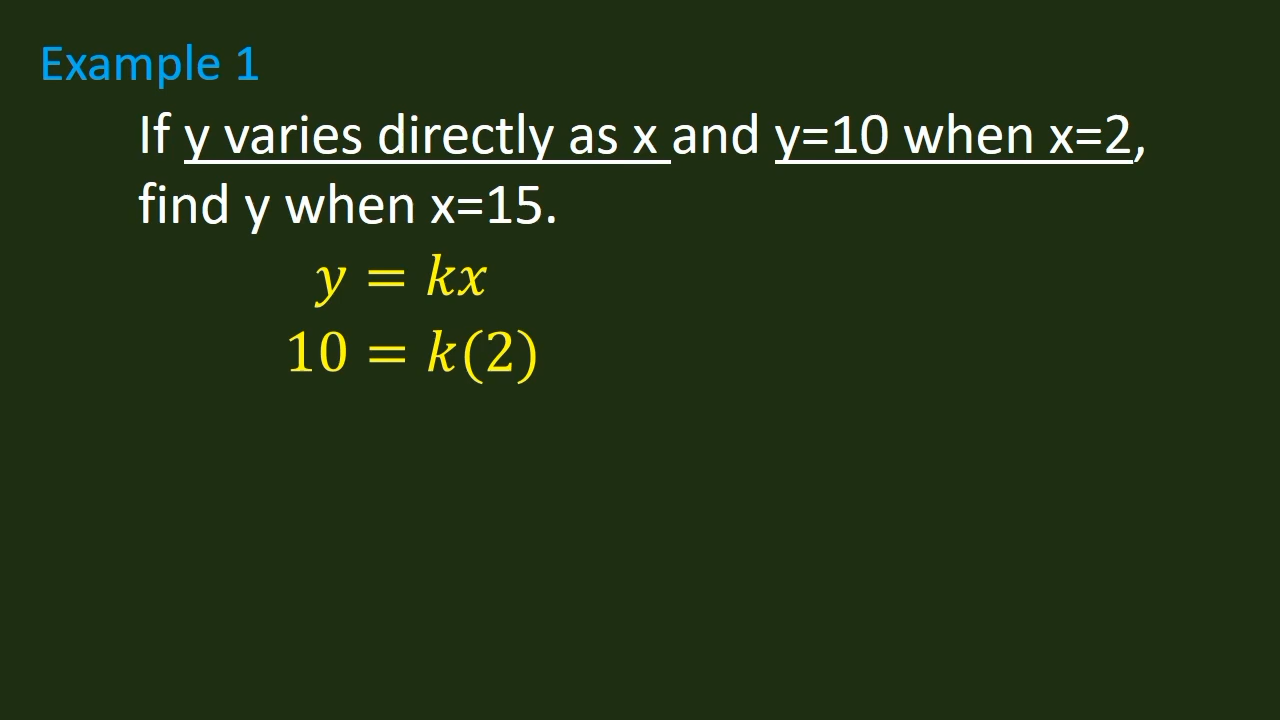 Example 1
If y varies directly as x and y=10 when x=2,
find y when x=15.
y = kx
10 = k(2)